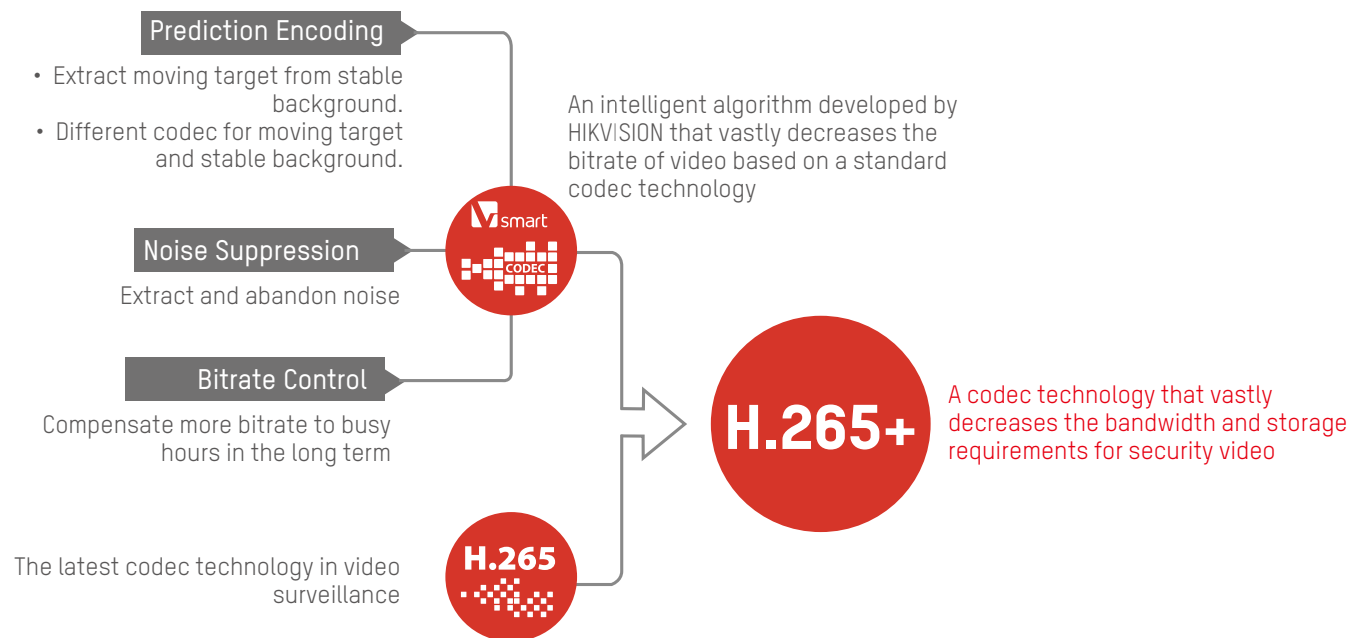 Prediction Encoding
• Extract moving target from stable
background.
• Different codec for moving target
and stable background.
An intelligent algorithm developed by
HIKVISION that vastly decreases the
bitrate of video based on a standard
codec technology
smart
CODEC
Noise Suppression
Extract and abandon noise
Bitrate Control
Compensate more bitrate to busy
hours in the long term
H.265+
A codec technology that vastly
decreases the bandwidth and storage
requirements for security video
The latest codec technology in video
surveillance
H.265